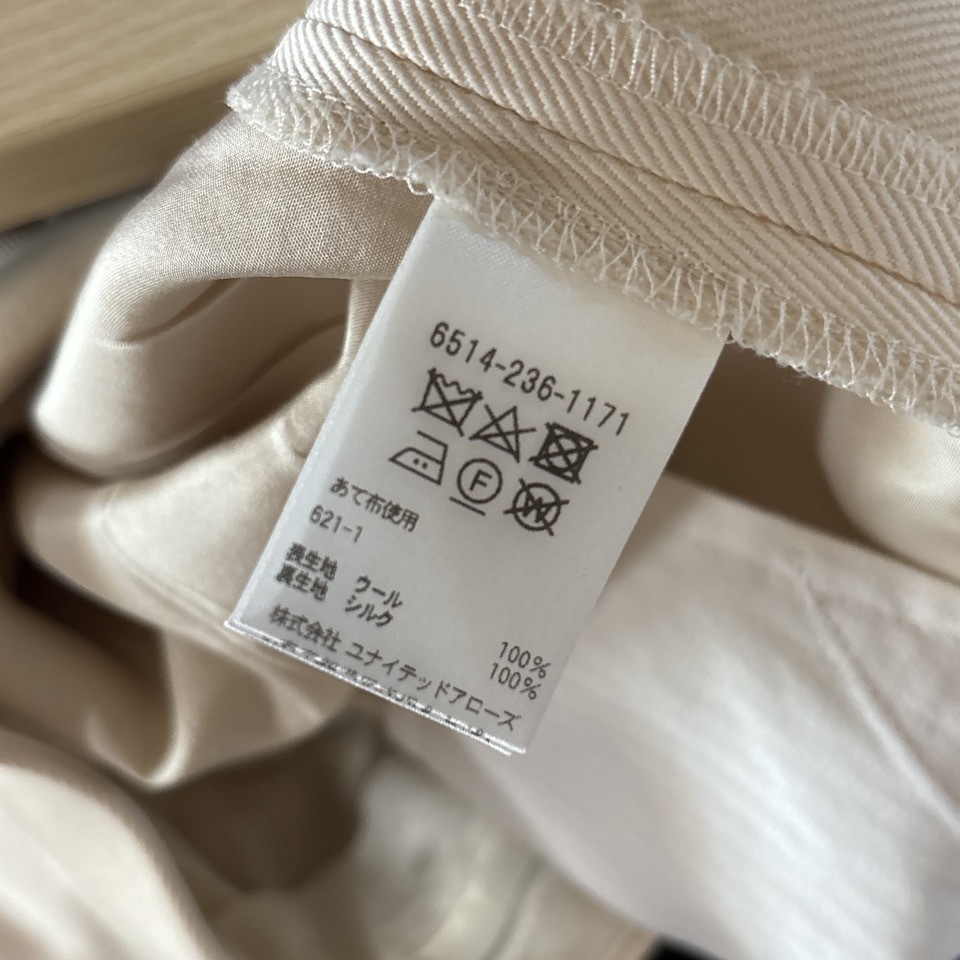 6514-236-1171
F W
あて布使用
621-1
表生地 ウール 100%
裏生地 シルク 100%
株式会社 ユナイテッドアローズ